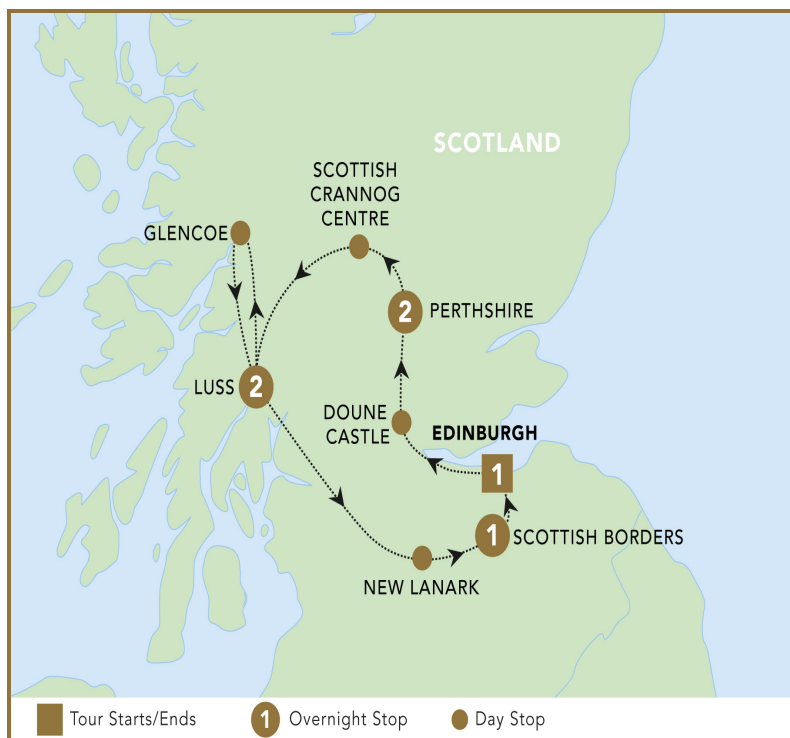 SCOTLAND
SCOTTISH
CRANNOG
CENTRE
GLENCOE
2
PERTHSHIRE
LUSS
2
DOUNE
CASTLE
EDINBURGH
1
1
SCOTTISH BORDERS
NEW LANARK
Tour Starts/Ends
1
Overnight Stop
Day Stop